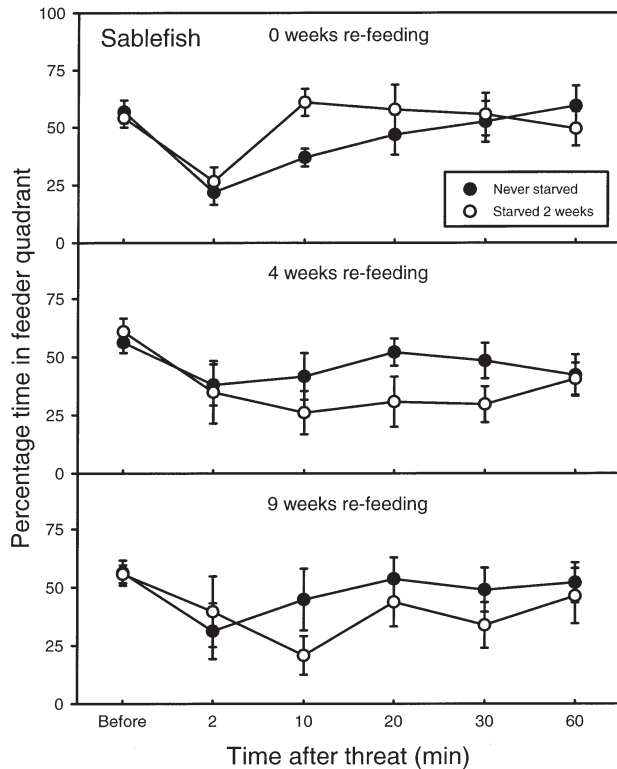 Sablefish
0 weeks re-feeding
100
75
50
25
0
Never starved
Starved 2 weeks
4 weeks re-feeding
75
50
25
0
9 weeks re-feeding
75
50
25
0
Percentage time in feeder quadrant
Before 2 10 20 30 60
Time after threat (min)